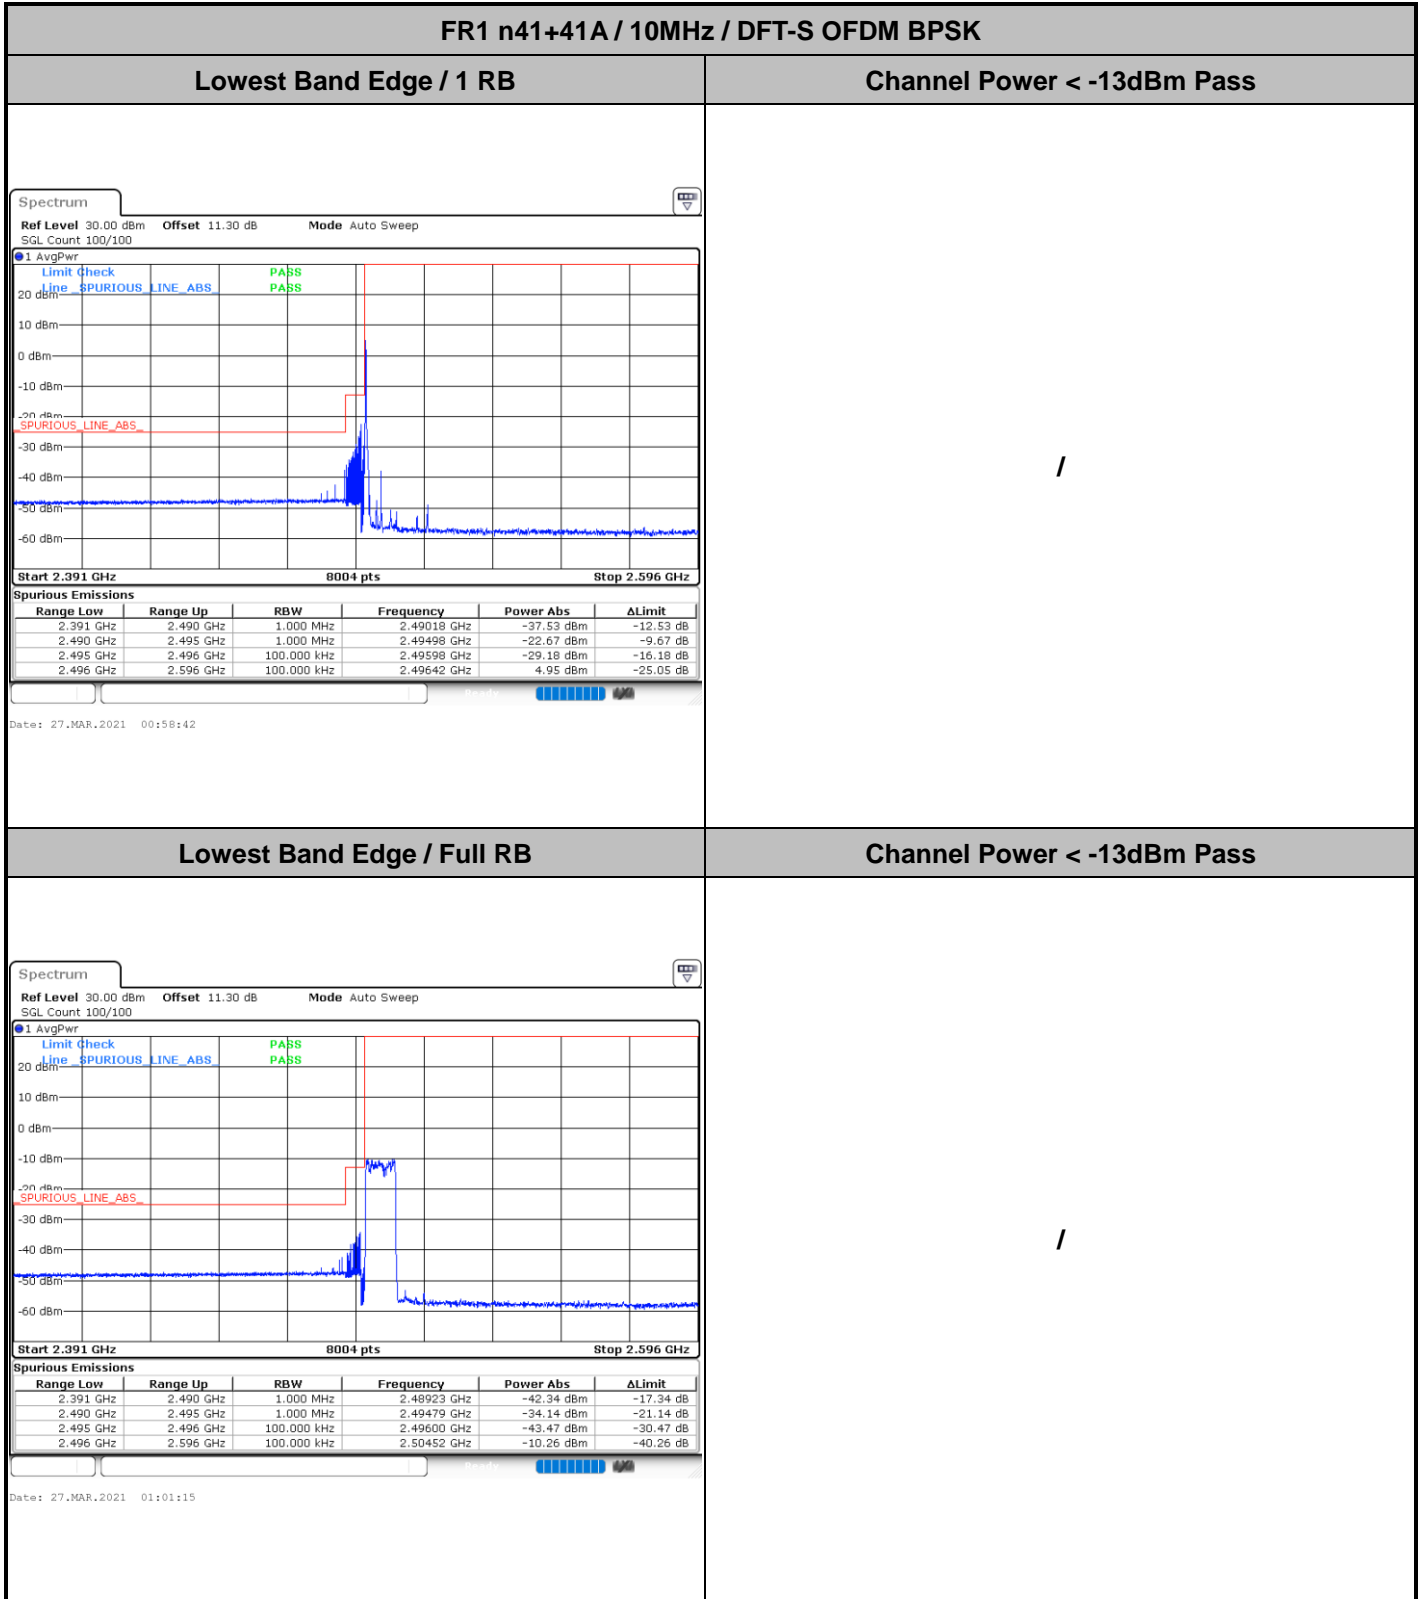 FR1 n41+41A / 10MHz / DFT-S OFDM BPSK
Lowest Band Edge / 1 RB
Channel Power < -13dBm Pass
Spectrum
Ref Level 30.00 dBm Offset 11.30 dB Mode Auto Sweep
SGL Count 100/100
1 AvgPwr
Limit Check PASS
Line _SPURIOUS_LINE_ABS_ PASS
20 dBm
10 dBm
0 dBm
-10 dBm
-20 dBm
_SPURIOUS_LINE_ABS_
-30 dBm
-40 dBm
-50 dBm
-60 dBm
Start 2.391 GHz 8004 pts Stop 2.596 GHz
Spurious Emissions
Range Low Range Up RBW Frequency Power Abs ΔLimit
2.391 GHz 2.490 GHz 1.000 MHz 2.49018 GHz -37.53 dBm -12.53 dB
2.490 GHz 2.495 GHz 1.000 MHz 2.49498 GHz -22.67 dBm -9.67 dB
2.495 GHz 2.496 GHz 100.000 kHz 2.49598 GHz -29.18 dBm -16.18 dB
2.496 GHz 2.596 GHz 100.000 kHz 2.49642 GHz 4.95 dBm -25.05 dB
Ready
Date: 27.MAR.2021 00:58:42
/
Lowest Band Edge / Full RB
Channel Power < -13dBm Pass
Spectrum
Ref Level 30.00 dBm Offset 11.30 dB Mode Auto Sweep
SGL Count 100/100
1 AvgPwr
Limit Check PASS
Line _SPURIOUS_LINE_ABS_ PASS
20 dBm
10 dBm
0 dBm
-10 dBm
-20 dBm
_SPURIOUS_LINE_ABS_
-30 dBm
-40 dBm
-50 dBm
-60 dBm
Start 2.391 GHz 8004 pts Stop 2.596 GHz
Spurious Emissions
Range Low Range Up RBW Frequency Power Abs ΔLimit
2.391 GHz 2.490 GHz 1.000 MHz 2.48923 GHz -42.34 dBm -17.34 dB
2.490 GHz 2.495 GHz 1.000 MHz 2.49479 GHz -34.14 dBm -21.14 dB
2.495 GHz 2.496 GHz 100.000 kHz 2.49600 GHz -43.47 dBm -30.47 dB
2.496 GHz 2.596 GHz 100.000 kHz 2.50452 GHz -10.26 dBm -40.26 dB
Ready
Date: 27.MAR.2021 01:01:15
/